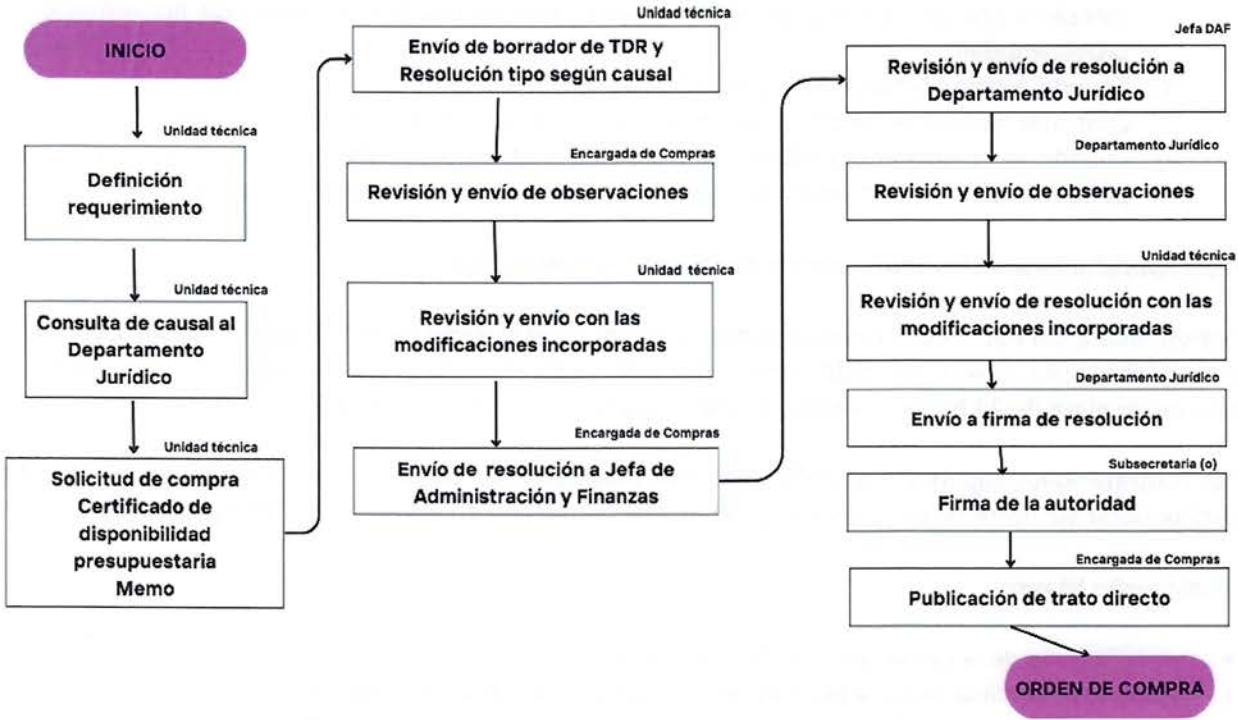 INICIO
Unidad técnica
Definición
requerimiento
Unidad técnica
Consulta de causal al
Departamento
Jurídico
Unidad técnica
Solicitud de compra
Certificado de
disponibilidad
presupuestaria
Memo
Unidad técnica
Envío de borrador de TDR y
Resolución tipo según causal
Encargada de Compras
Revisión y envío de observaciones
Unidad técnica
Revisión y envío con las
modificaciones incorporadas
Encargada de Compras
Envío de resolución a Jefa de
Administración y Finanzas
Jefa DAF
Revisión y envío de resolución a
Departamento Jurídico
Departamento Jurídico
Revisión y envío de observaciones
Unidad técnica
Revisión y envío de resolución con las
modificaciones incorporadas
Departamento Jurídico
Envío a firma de resolución
Subsecretaria (o)
Firma de la autoridad
Encargada de Compras
Publicación de trato directo
ORDEN DE COMPRA